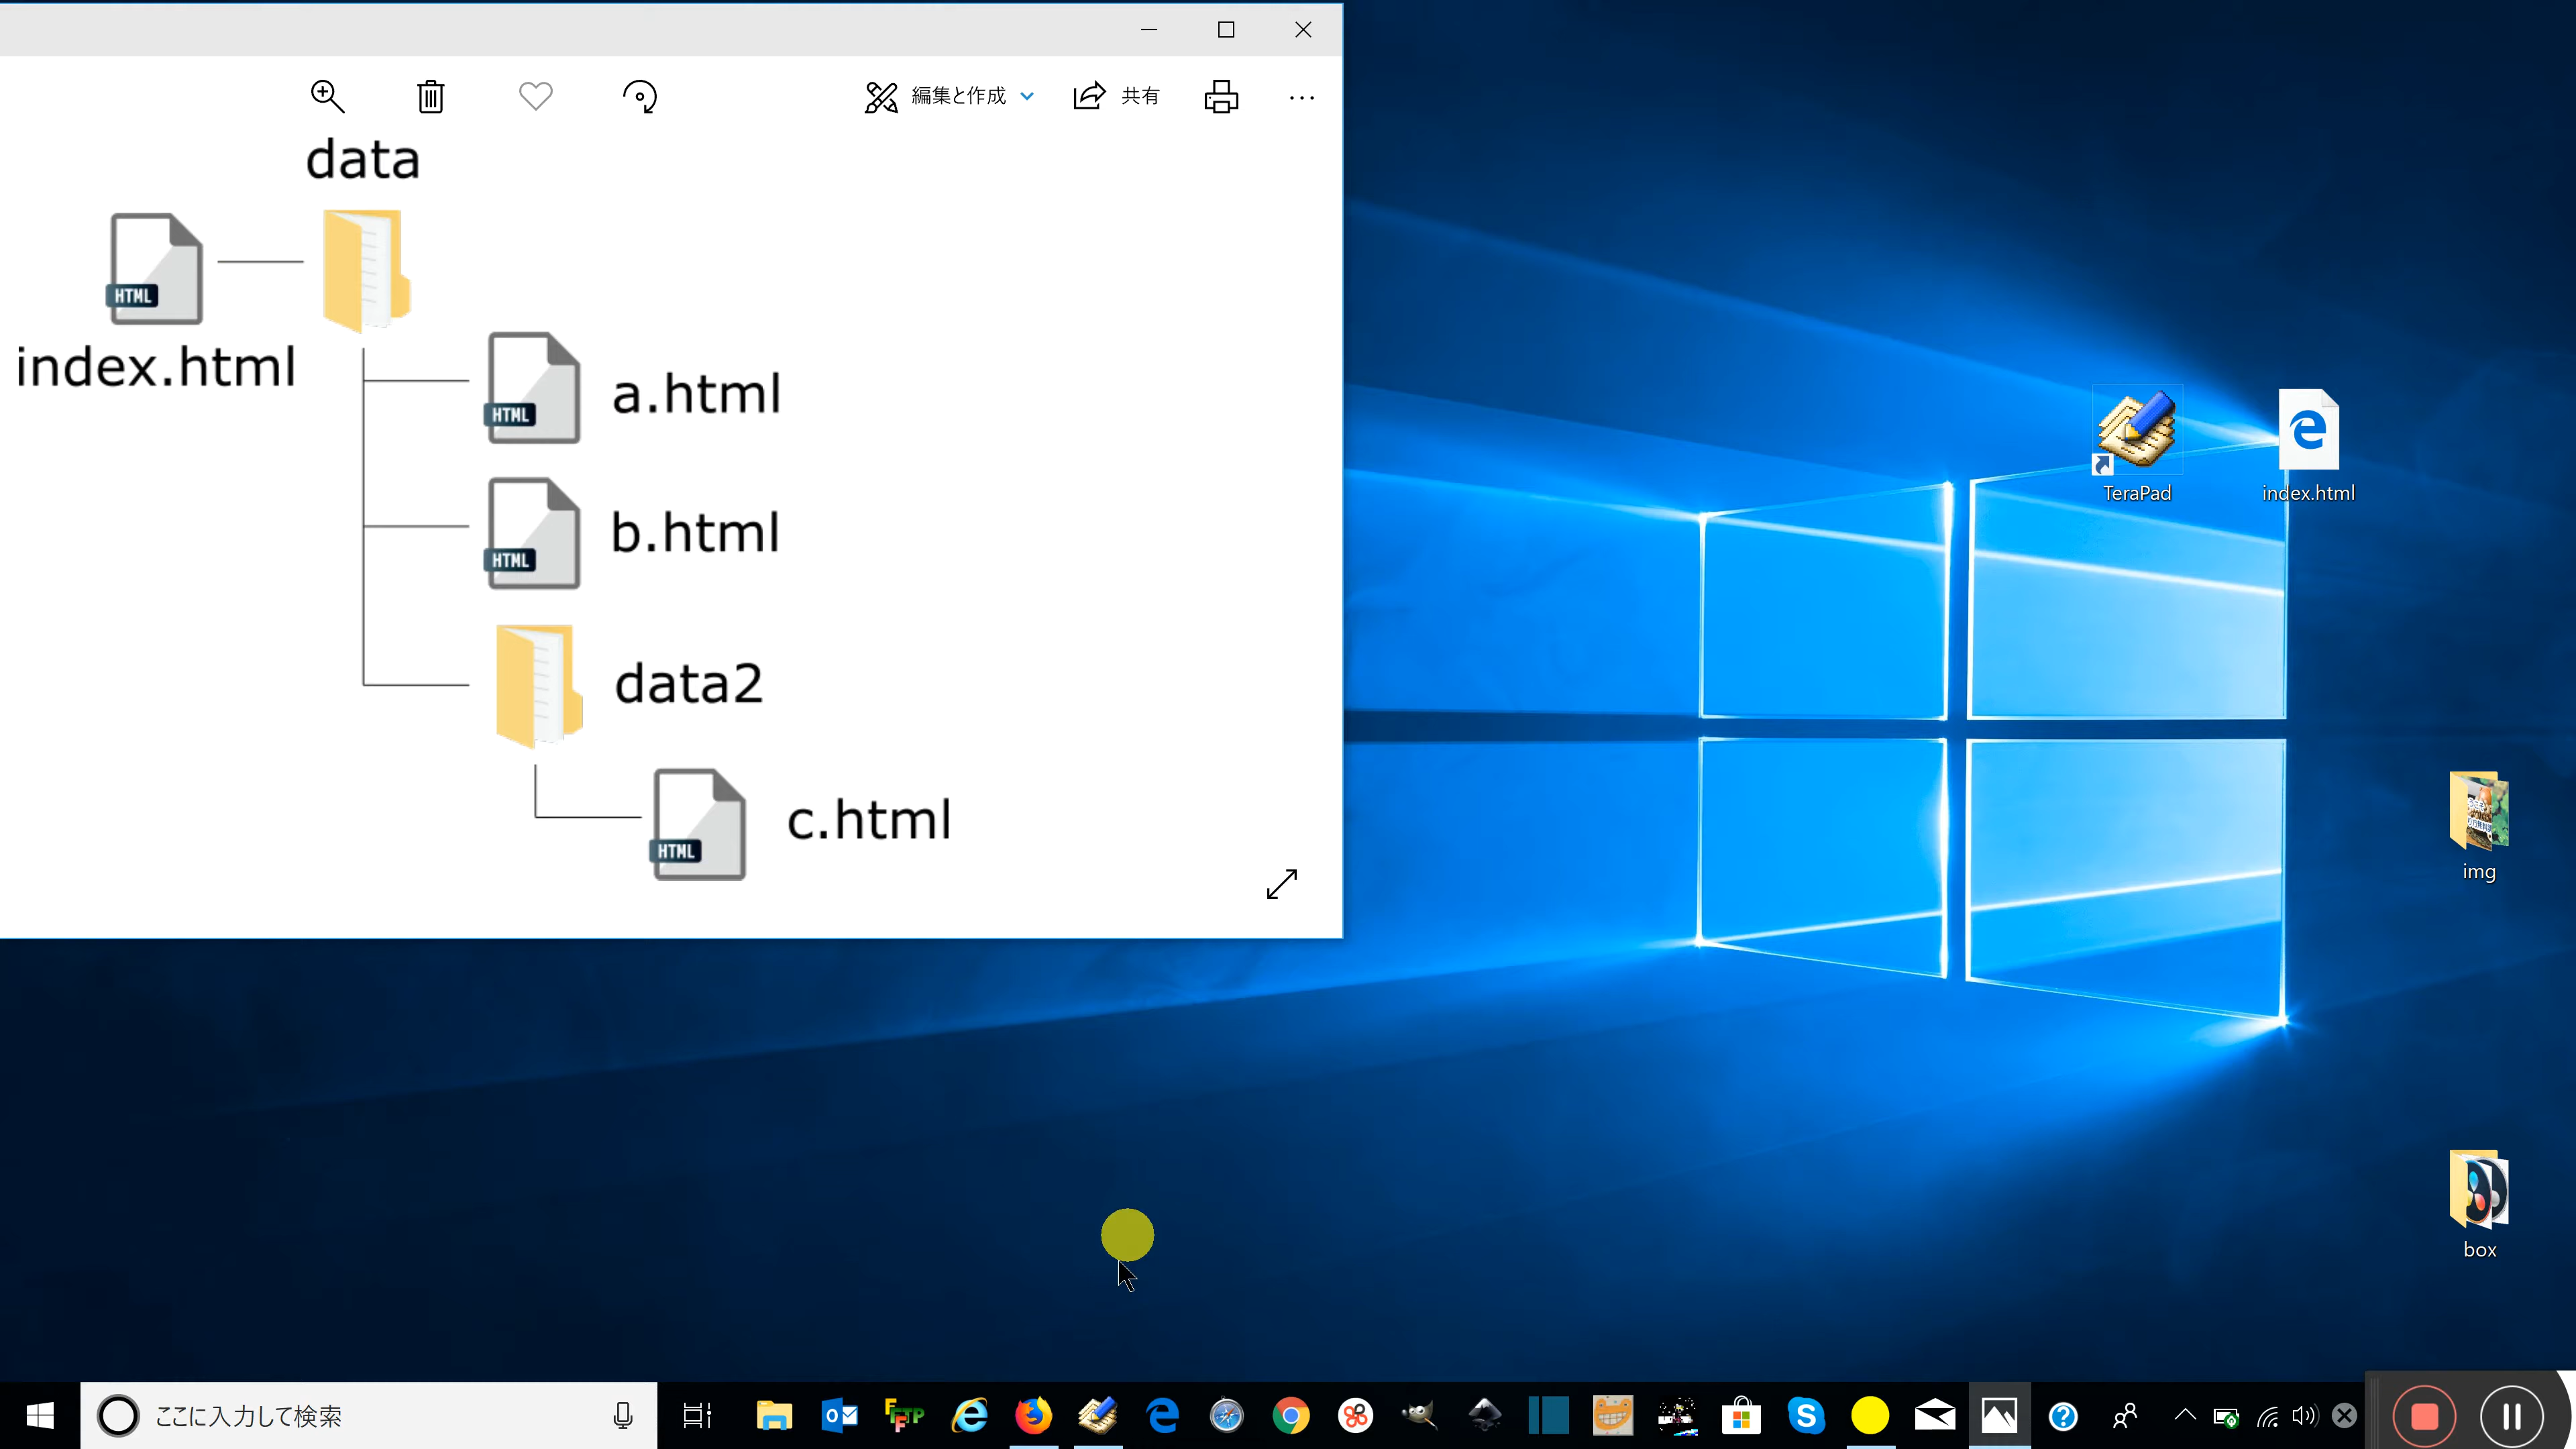 編集と作成
共有
data
HTML
index.html
HTML
a.html
HTML
b.html
data2
HTML
c.html
TeraPad
index.html
img
box
ここに入力して検索